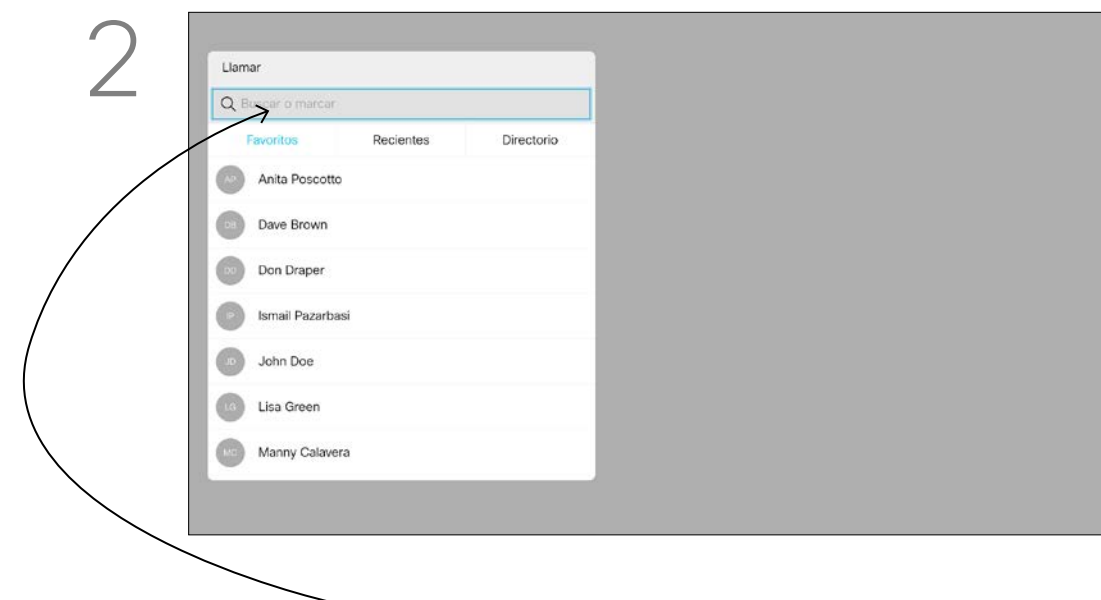 2
Llamar
Buscar o marcar
Favoritos Recientes Directorio
AP Anita Poscotto
DB Dave Brown
DD Don Draper
IP Ismail Pazarbasi
JD John Doe
LG Lisa Green
MC Manny Calavera